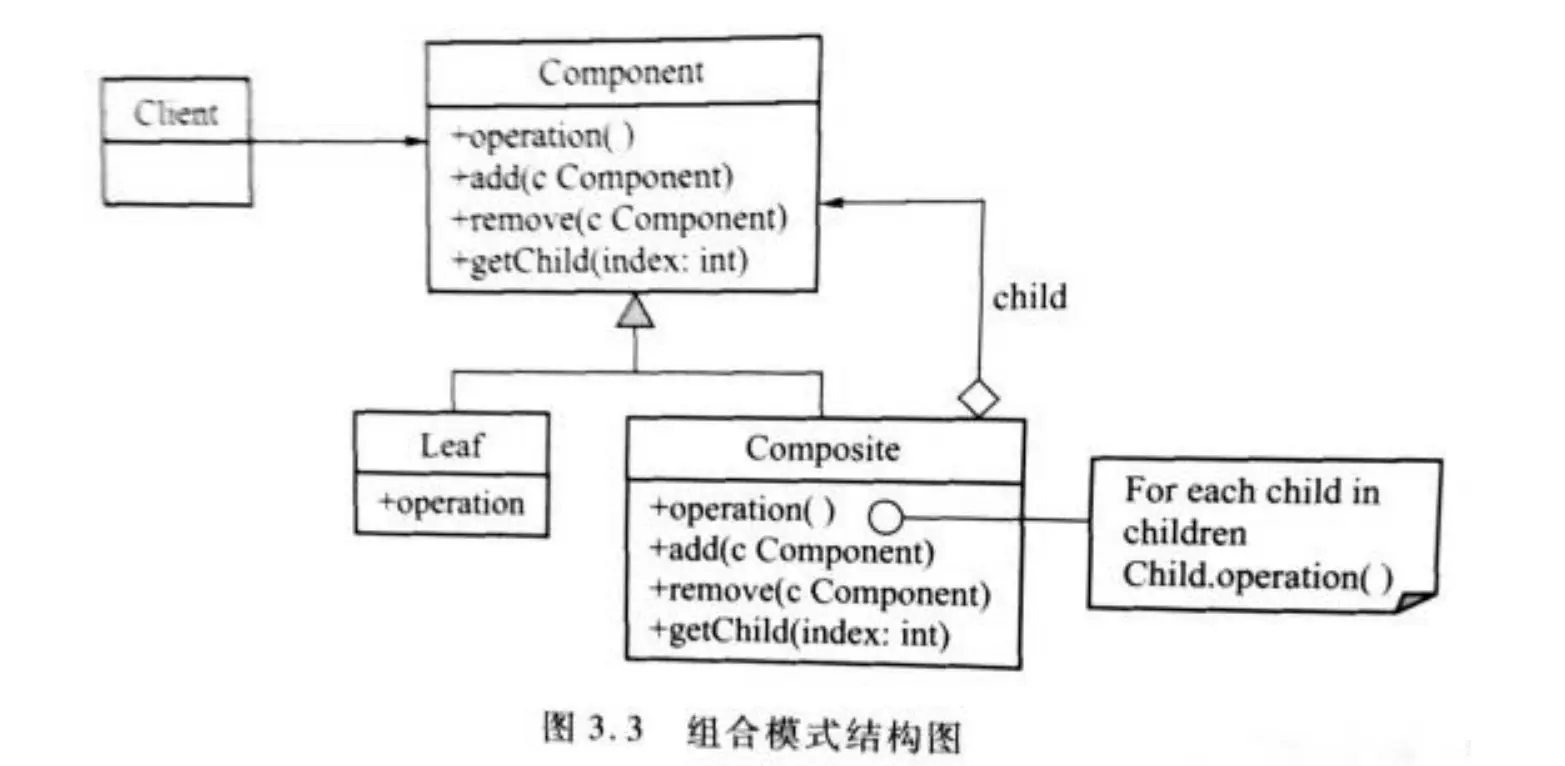 Client
Component
+operation( )
+add(c Component)
+remove(c Component)
+getChild(index: int)
child
Leaf
+operation
Composite
+operation( )
+add(c Component)
+remove(c Component)
+getChild(index: int)
For each child in
children
Child.operation( )
图 3.3 组合模式结构图